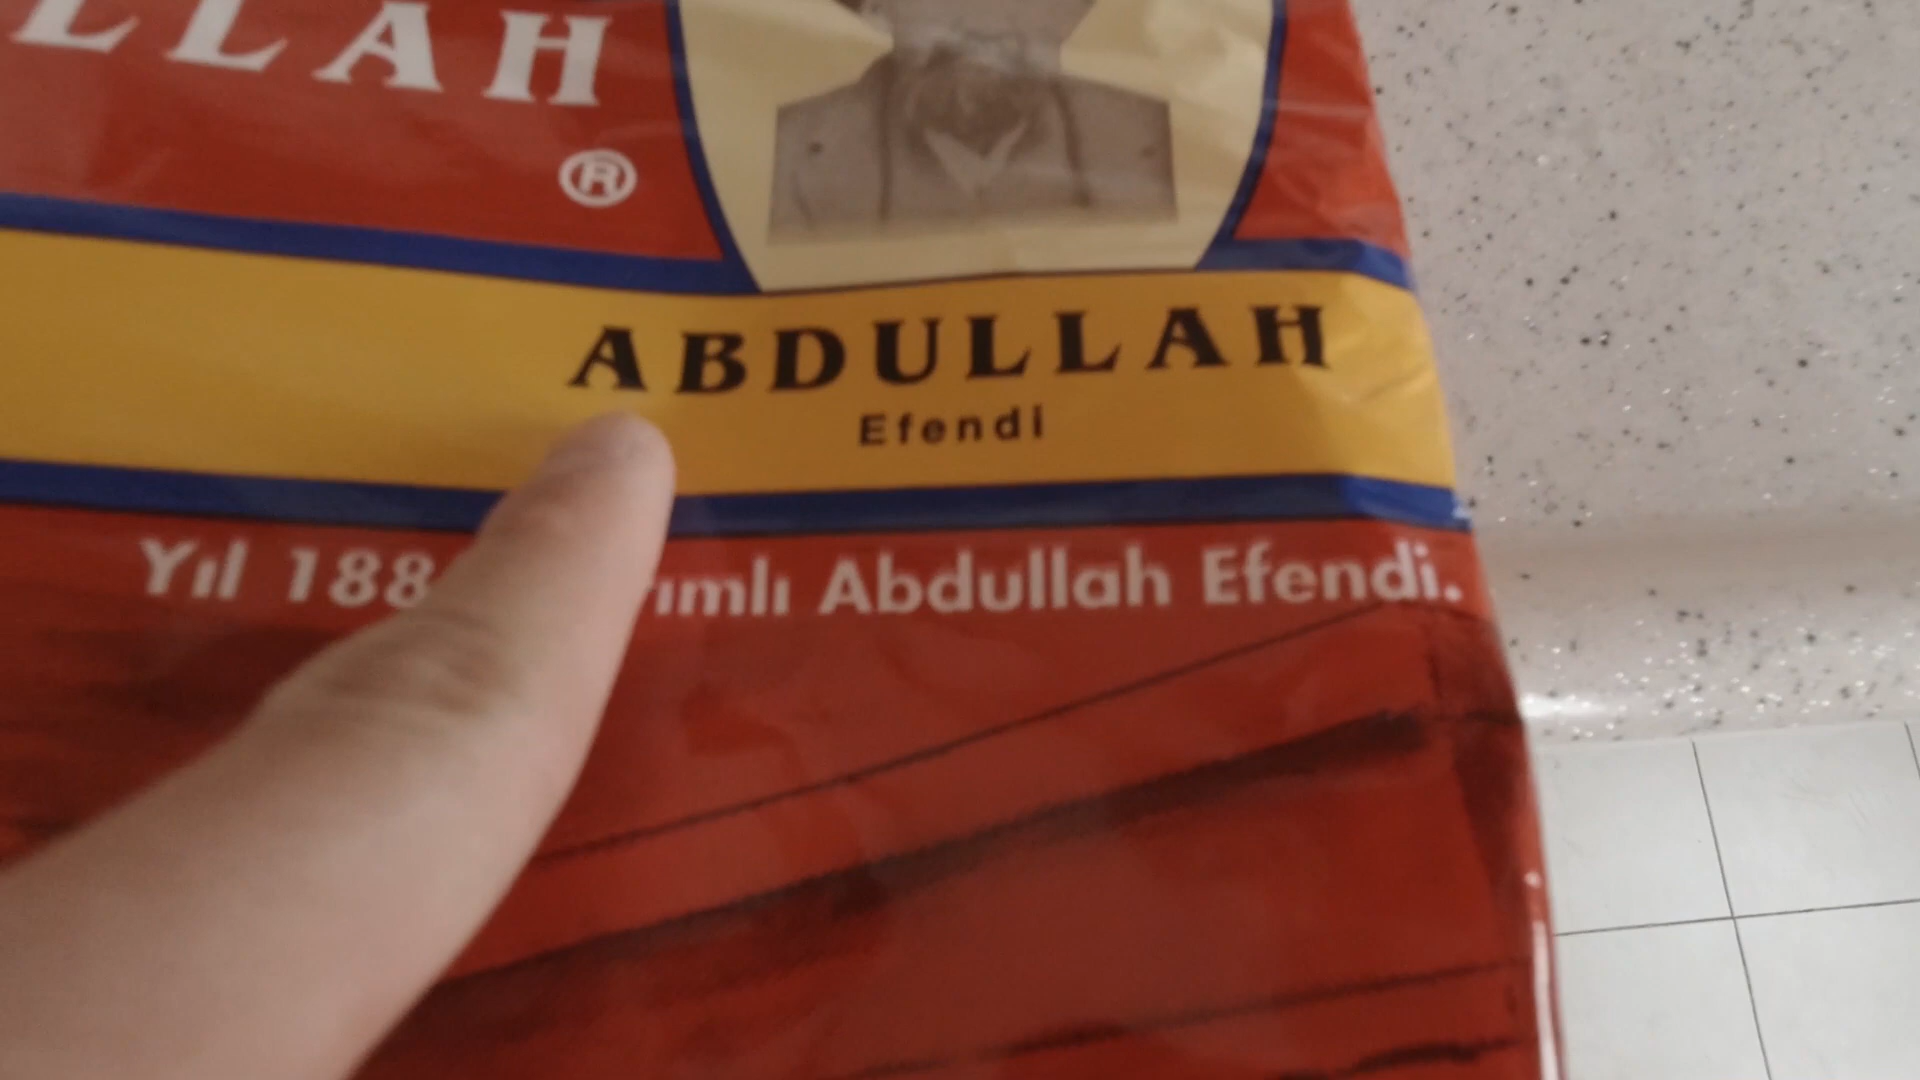 LLAH
®
ABDULLAH
Efendi
Yıl 188
ımlı Abdullah Efendi.